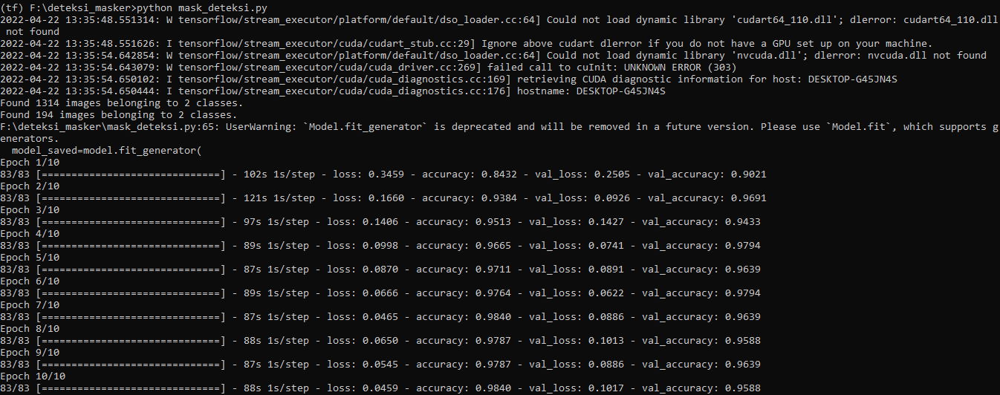 (tf) F:\deteksi_masker>python mask_deteksi.py
2022-04-22 13:35:48.551314: W tensorflow/stream_executor/platform/default/dso_loader.cc:64] Could not load dynamic library 'cudart64_110.dll'; dlerror: cudart64_110.dll
 not found
2022-04-22 13:35:48.551626: I tensorflow/stream_executor/cuda/cudart_stub.cc:29] Ignore above cudart dlerror if you do not have a GPU set up on your machine.
2022-04-22 13:35:54.642854: W tensorflow/stream_executor/platform/default/dso_loader.cc:64] Could not load dynamic library 'nvcuda.dll'; dlerror: nvcuda.dll not found
2022-04-22 13:35:54.643079: W tensorflow/stream_executor/cuda/cuda_driver.cc:269] failed call to cuInit: UNKNOWN ERROR (303)
2022-04-22 13:35:54.650102: I tensorflow/stream_executor/cuda/cuda_diagnostics.cc:169] retrieving CUDA diagnostic information for host: DESKTOP-G45JN4S
2022-04-22 13:35:54.650444: I tensorflow/stream_executor/cuda/cuda_diagnostics.cc:176] hostname: DESKTOP-G45JN4S
Found 1314 images belonging to 2 classes.
Found 194 images belonging to 2 classes.
F:\deteksi_masker\mask_deteksi.py:65: UserWarning: `Model.fit_generator` is deprecated and will be removed in a future version. Please use `Model.fit`, which supports g
enerators.
  model_saved=model.fit_generator(
Epoch 1/10
83/83 [==============================] - 102s 1s/step - loss: 0.3459 - accuracy: 0.8432 - val_loss: 0.2505 - val_accuracy: 0.9021
Epoch 2/10
83/83 [==============================] - 121s 1s/step - loss: 0.1660 - accuracy: 0.9384 - val_loss: 0.0926 - val_accuracy: 0.9691
Epoch 3/10
83/83 [==============================] - 97s 1s/step - loss: 0.1406 - accuracy: 0.9513 - val_loss: 0.1427 - val_accuracy: 0.9433
Epoch 4/10
83/83 [==============================] - 89s 1s/step - loss: 0.0998 - accuracy: 0.9665 - val_loss: 0.0741 - val_accuracy: 0.9794
Epoch 5/10
83/83 [==============================] - 87s 1s/step - loss: 0.0870 - accuracy: 0.9711 - val_loss: 0.0891 - val_accuracy: 0.9639
Epoch 6/10
83/83 [==============================] - 89s 1s/step - loss: 0.0666 - accuracy: 0.9764 - val_loss: 0.0622 - val_accuracy: 0.9794
Epoch 7/10
83/83 [==============================] - 87s 1s/step - loss: 0.0465 - accuracy: 0.9840 - val_loss: 0.0886 - val_accuracy: 0.9639
Epoch 8/10
83/83 [==============================] - 88s 1s/step - loss: 0.0650 - accuracy: 0.9787 - val_loss: 0.1013 - val_accuracy: 0.9588
Epoch 9/10
83/83 [==============================] - 87s 1s/step - loss: 0.0545 - accuracy: 0.9787 - val_loss: 0.0886 - val_accuracy: 0.9639
Epoch 10/10
83/83 [==============================] - 88s 1s/step - loss: 0.0459 - accuracy: 0.9840 - val_loss: 0.1017 - val_accuracy: 0.9588